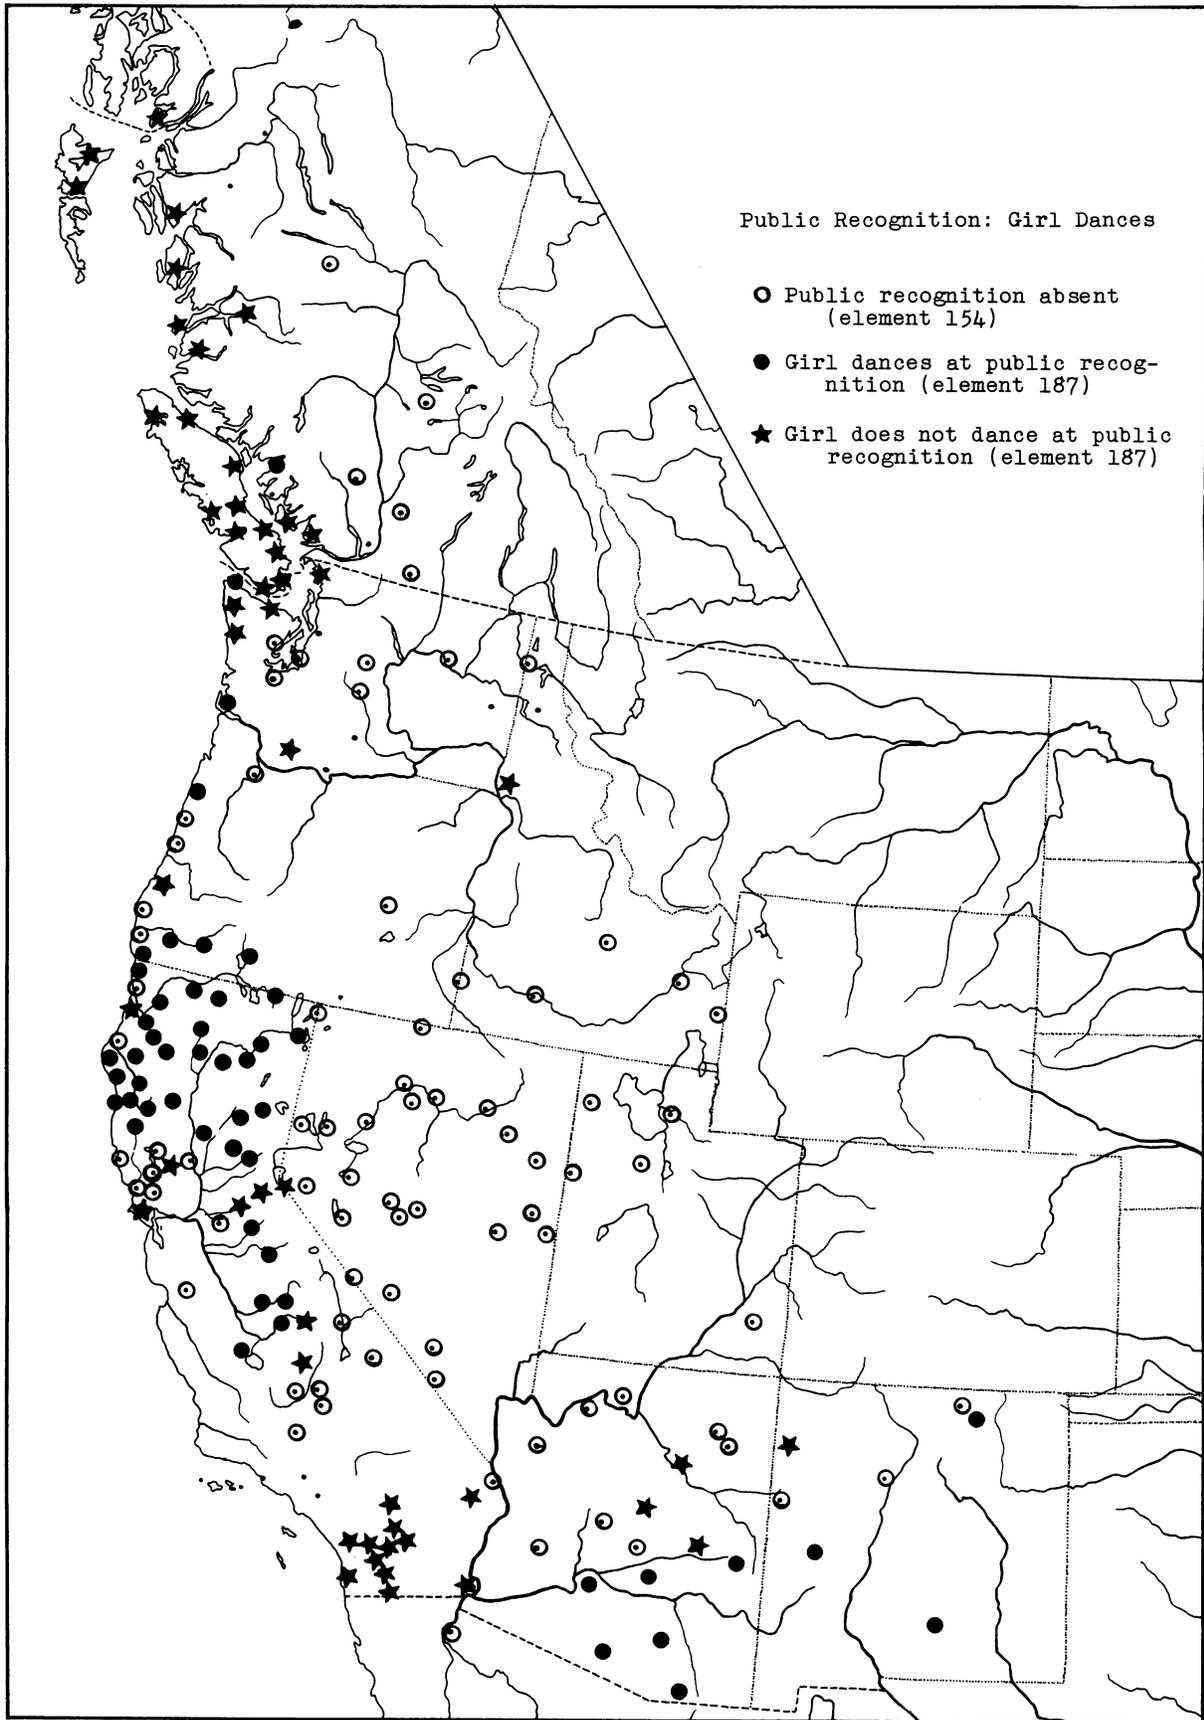 Public Recognition: Girl Dances
Public recognition absent
(element 154)
Girl dances at public recog-
nition (element 187)
Girl does not dance at public
recognition (element 187)